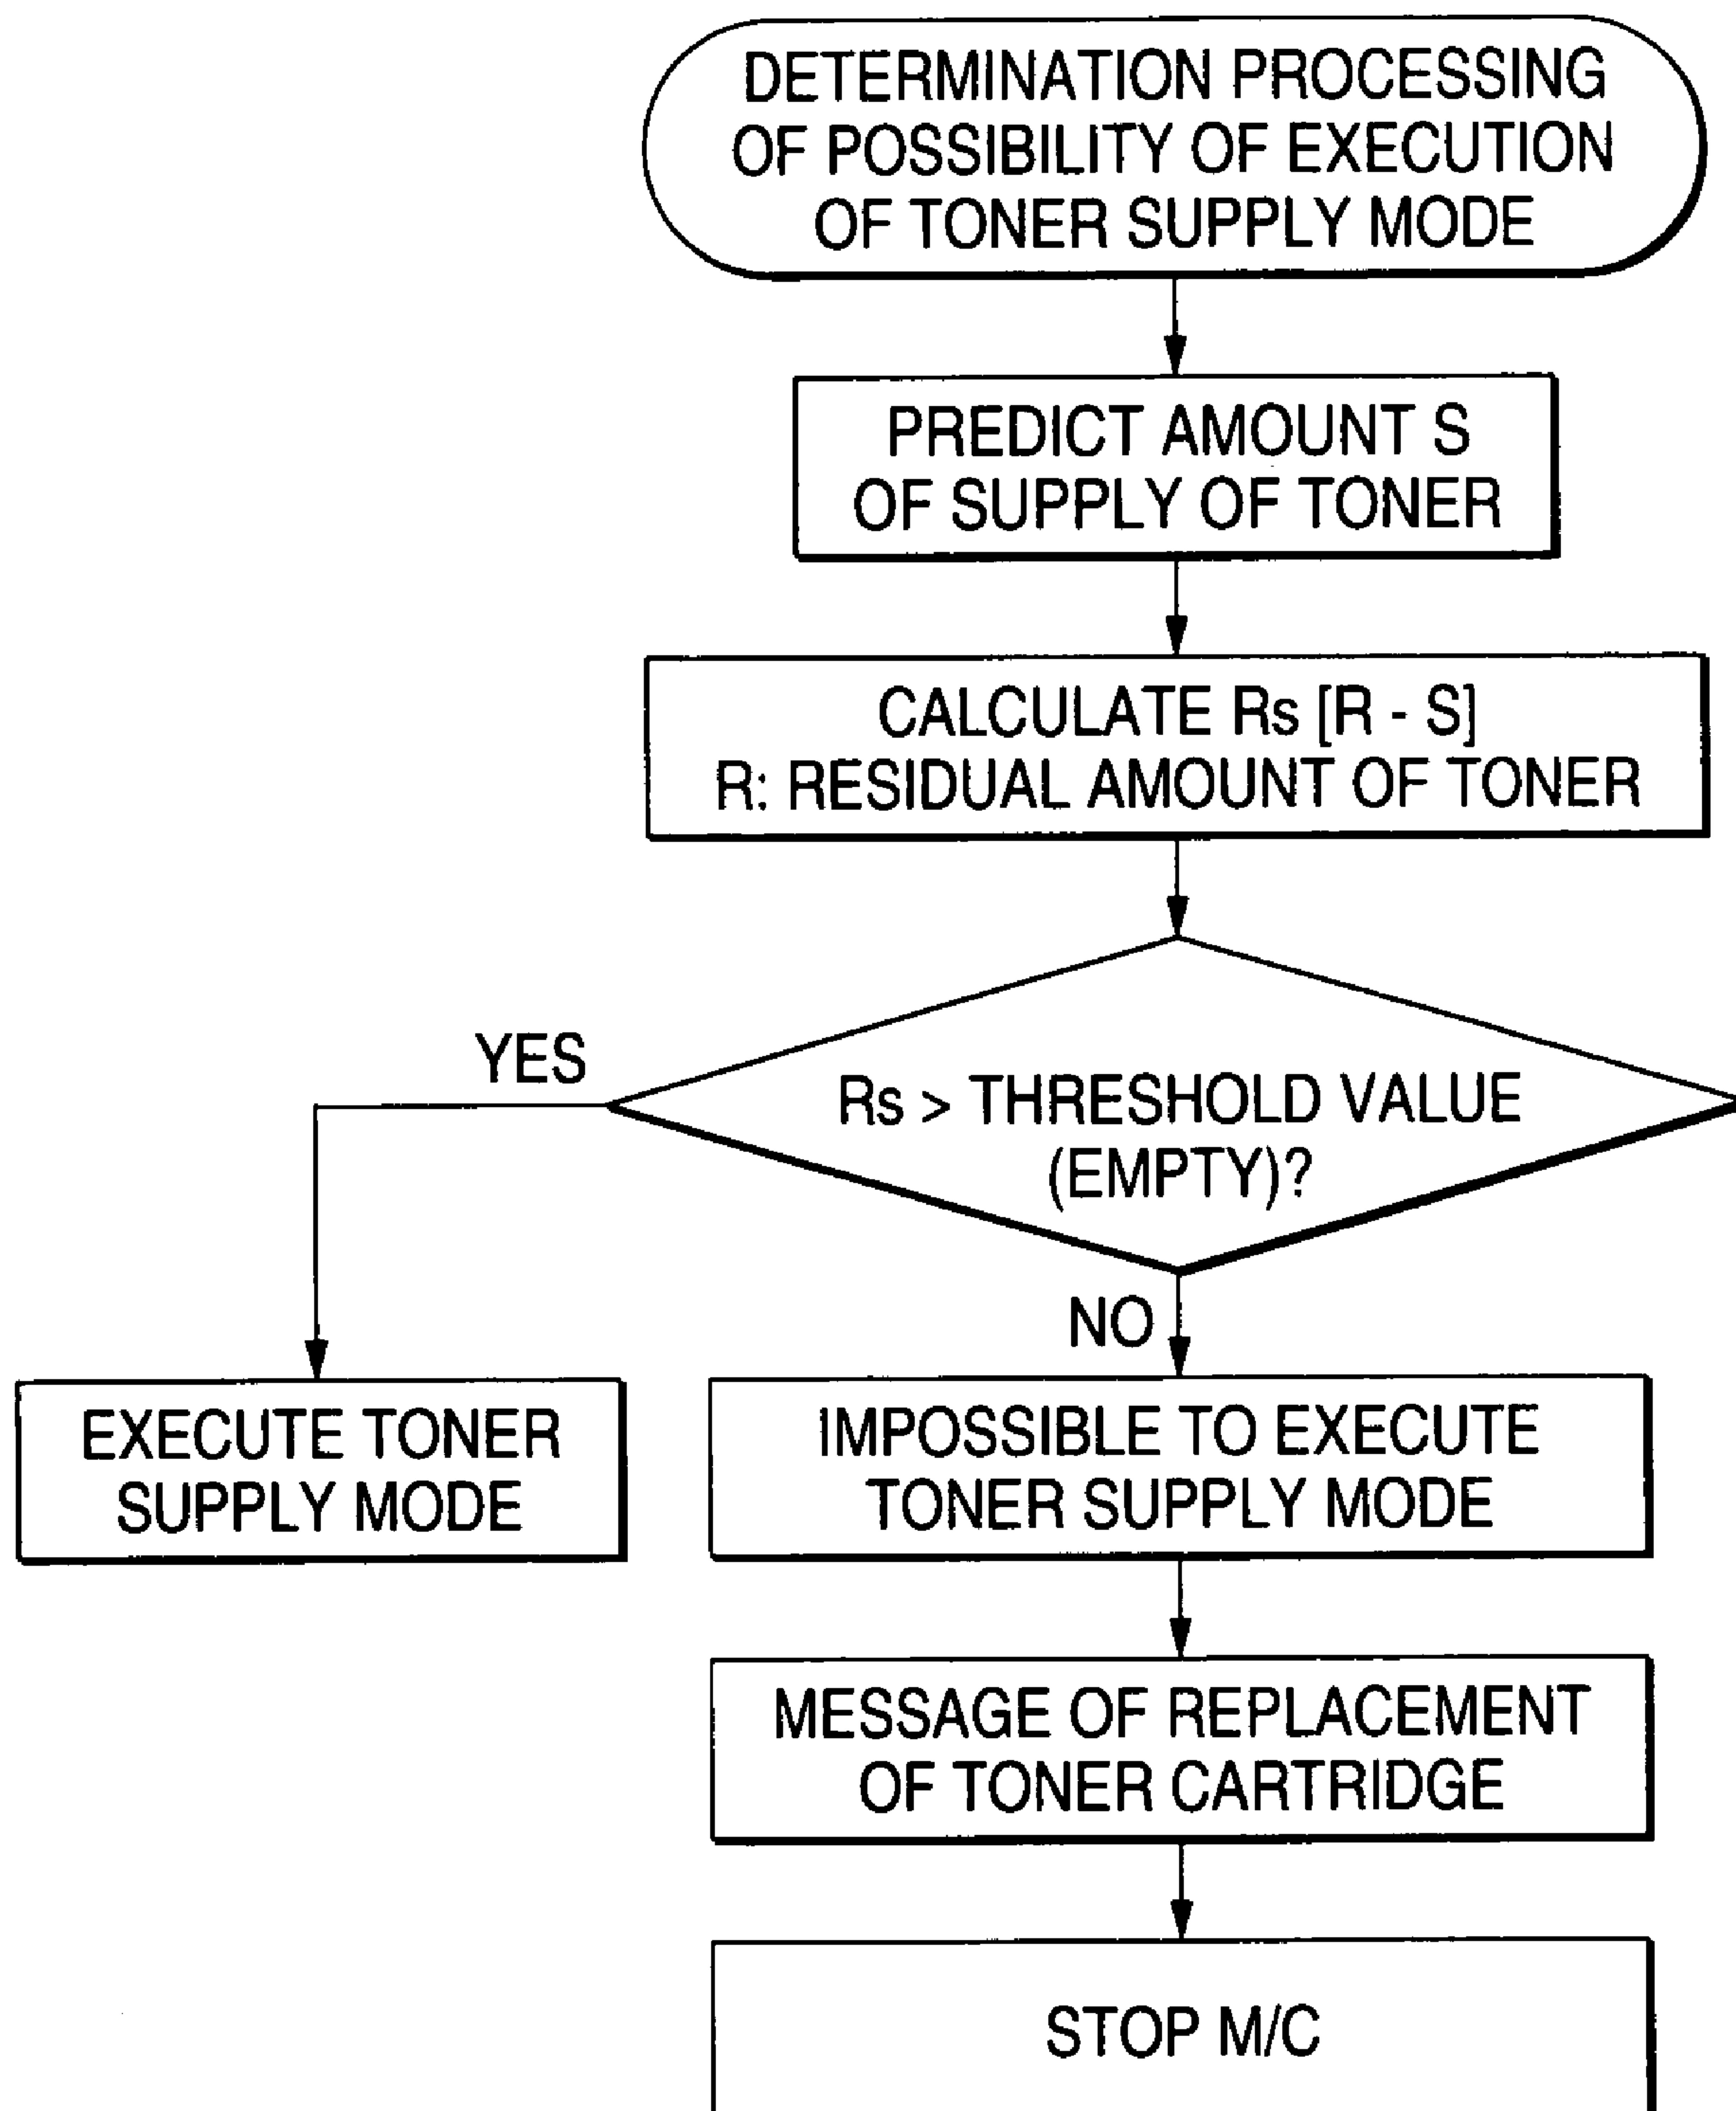 DETERMINATION PROCESSING
OF POSSIBILITY OF EXECUTION
OF TONER SUPPLY MODE
PREDICT AMOUNT S
OF SUPPLY OF TONER
CALCULATE Rs [R - S]
R: RESIDUAL AMOUNT OF TONER
YES
Rs > THRESHOLD VALUE
(EMPTY)?
NO
EXECUTE TONER
SUPPLY MODE
IMPOSSIBLE TO EXECUTE
TONER SUPPLY MODE
MESSAGE OF REPLACEMENT
OF TONER CARTRIDGE
STOP M/C